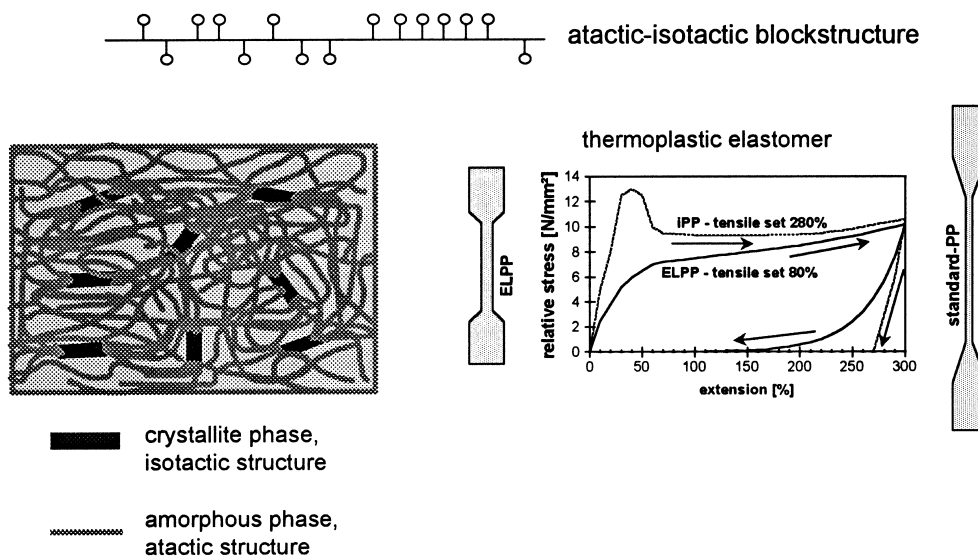 atactic-isotactic blockstructure
thermoplastic elastomer
ELPP
relative stress [N/mm²]
14
12
10
8
6
4
2
0
iPP - tensile set 280%
ELPP - tensile set 80%
0 50 100 150 200 250 300
extension [%]
standard-PP
crystallite phase,
isotactic structure
amorphous phase,
atactic structure